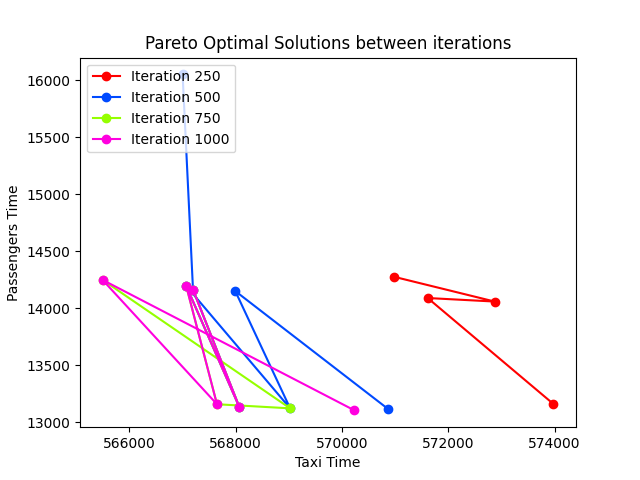 Pareto Optimal Solutions between iterations
Iteration 250
Iteration 500
Iteration 750
Iteration 1000
16000
15500
15000
14500
14000
13500
13000
Passengers Time
566000 568000 570000 572000 574000
Taxi Time